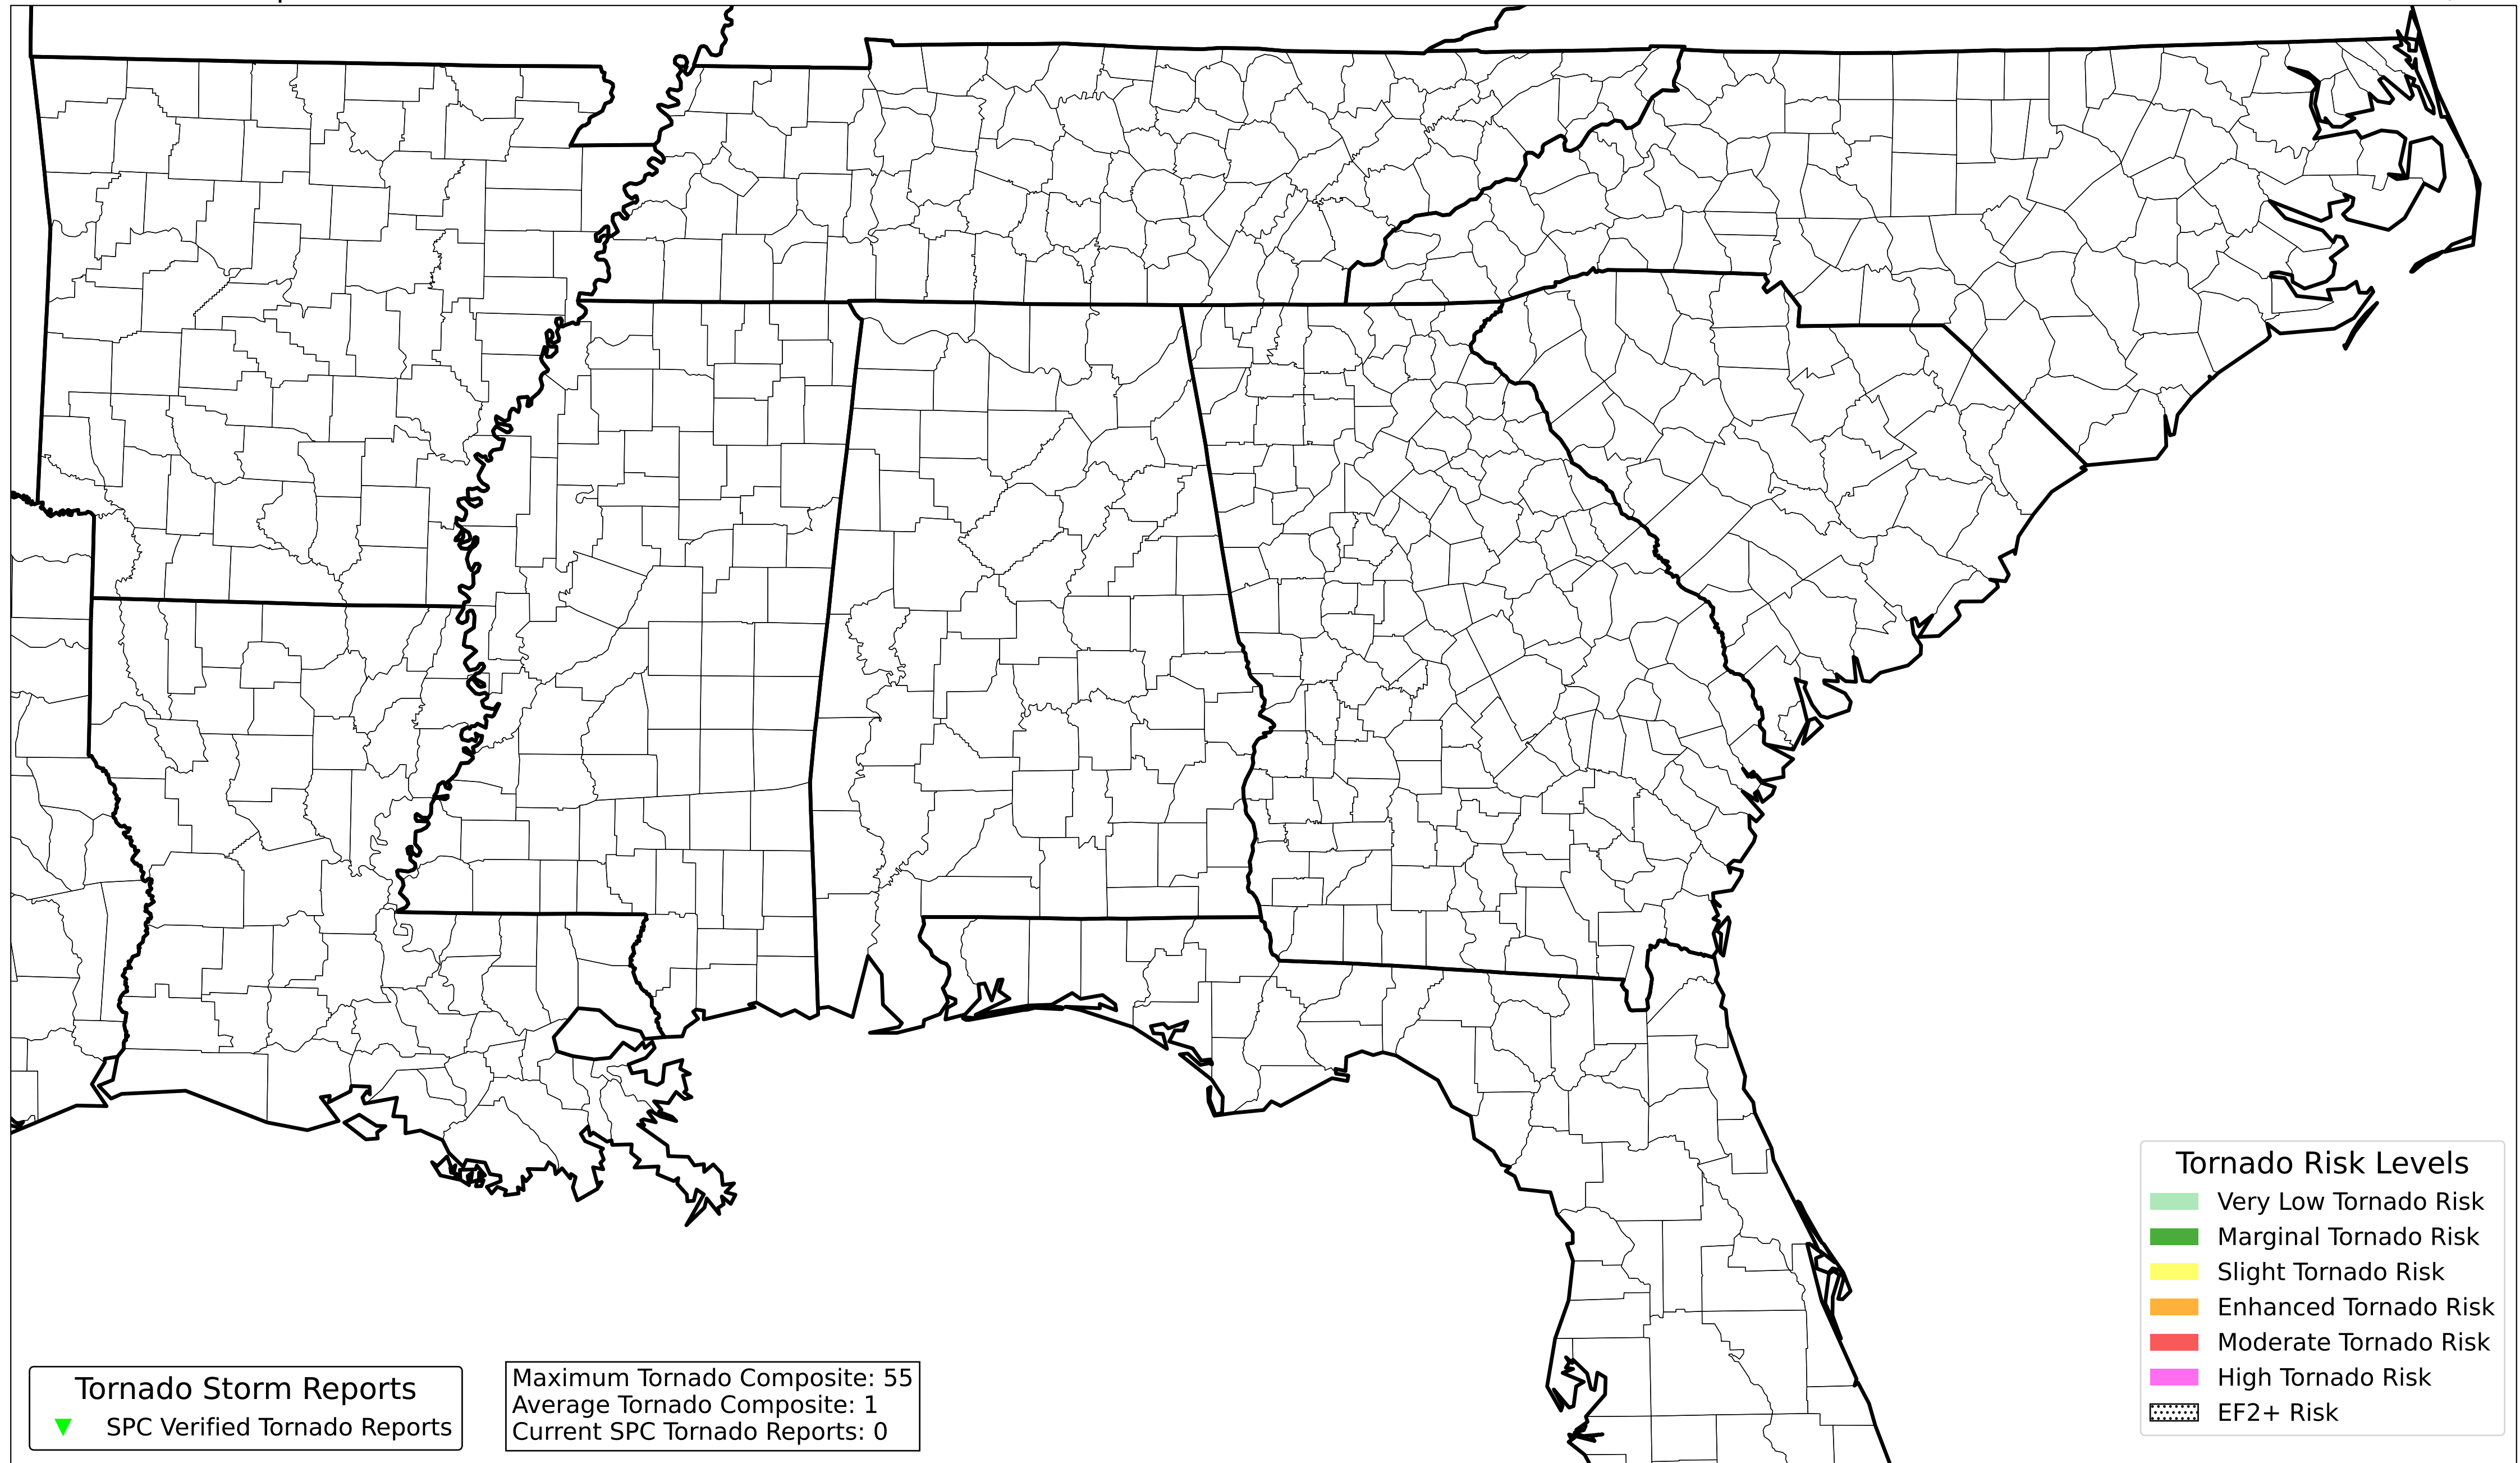 Tornado Risk Levels
Very Low Tornado Risk
Marginal Tornado Risk
Slight Tornado Risk
Enhanced Tornado Risk
Moderate Tornado Risk
High Tornado Risk
EF2+ Risk
Tornado Storm Reports
SPC Verified Tornado Reports
Maximum Tornado Composite: 55
Average Tornado Composite: 1
Current SPC Tornado Reports: 0